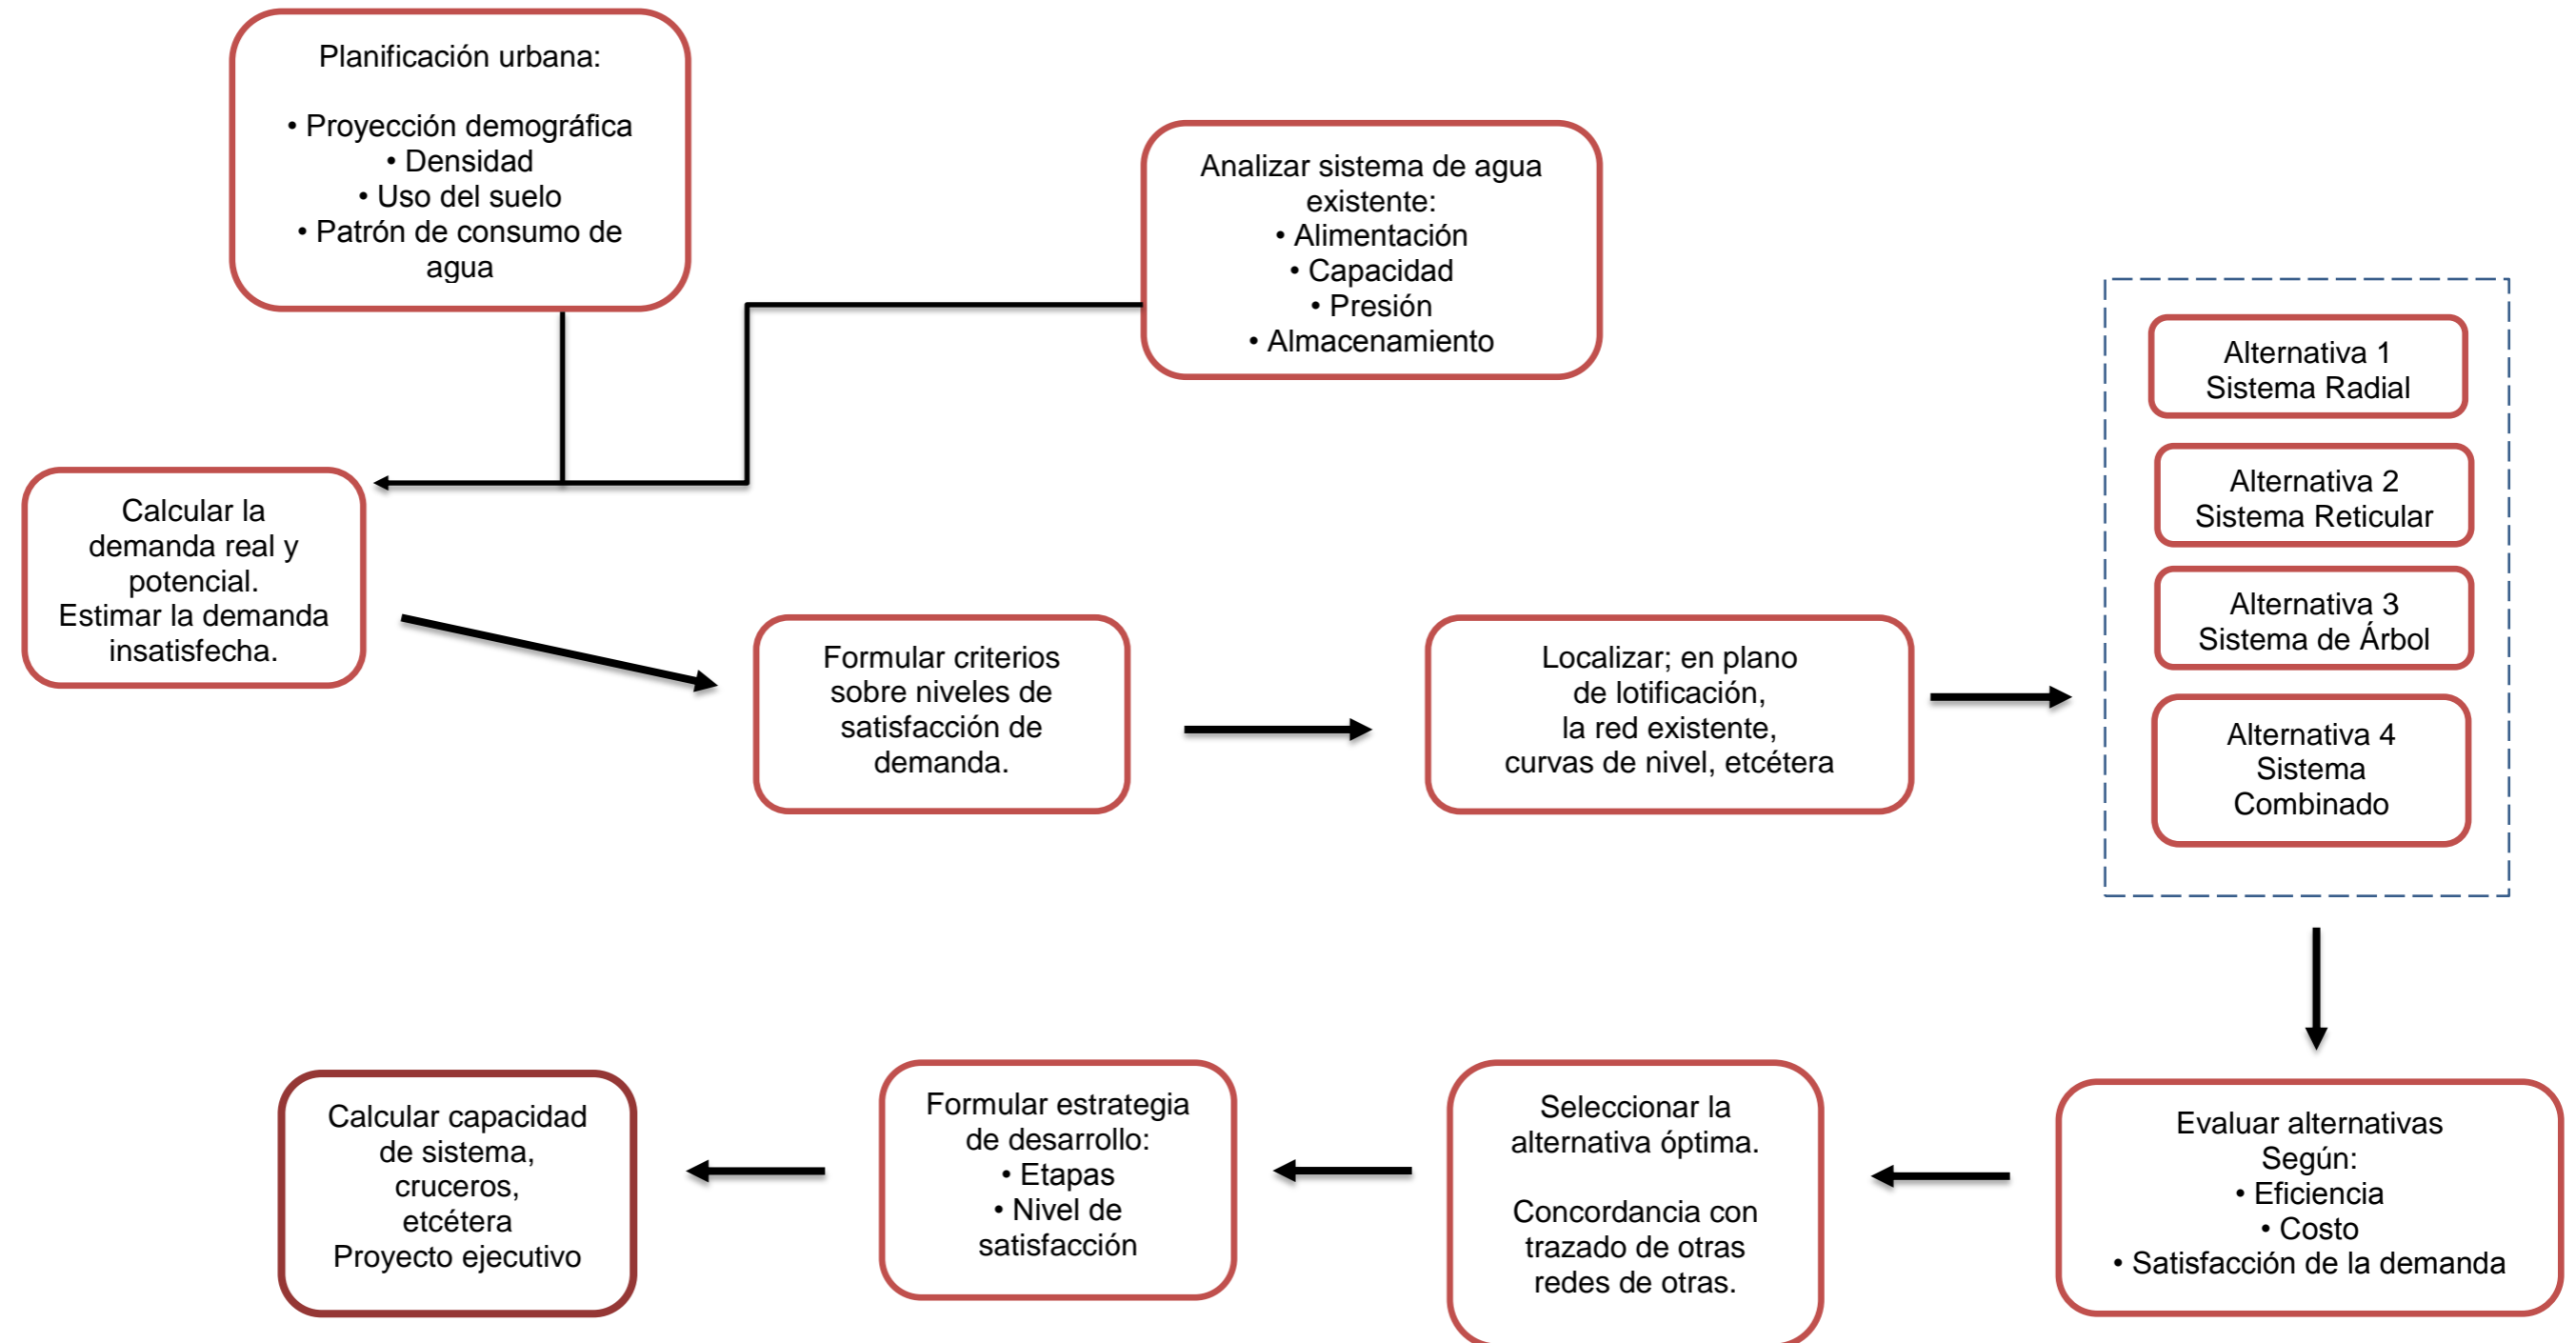 Planificación urbana:
• Proyección demográfica
• Densidad
• Uso del suelo
• Patrón de consumo de
agua
Analizar sistema de agua
existente:
• Alimentación
• Capacidad
• Presión
• Almacenamiento
Calcular la
demanda real y
potencial.
Estimar la demanda
insatisfecha.
Formular criterios
sobre niveles de
satisfacción de
demanda.
Localizar; en plano
de lotificación,
la red existente,
curvas de nivel, etcétera
Alternativa 1
Sistema Radial
Alternativa 2
Sistema Reticular
Alternativa 3
Sistema de Árbol
Alternativa 4
Sistema
Combinado
Evaluar alternativas
Según:
• Eficiencia
• Costo
• Satisfacción de la demanda
Seleccionar la
alternativa óptima.
Concordancia con
trazado de otras
redes de otras.
Formular estrategia
de desarrollo:
• Etapas
• Nivel de
satisfacción
Calcular capacidad
de sistema,
cruceros,
etcétera
Proyecto ejecutivo